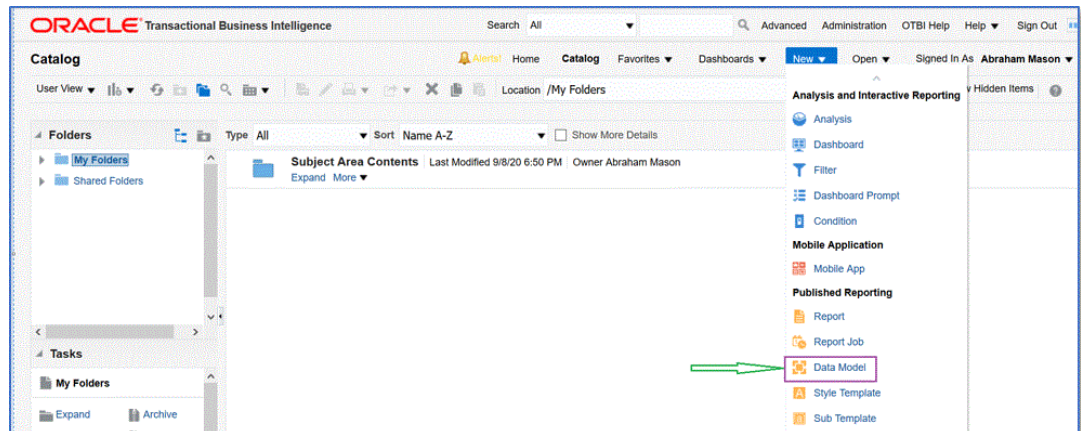 ORACLE Transactional Business Intelligence Search All Advanced Administration OTBI Help Help Sign Out
Catalog Alerts! Home Catalog Favorites Dashboards New Open Signed In As Abraham Mason
User View Location /My Folders Hidden Items
Analysis and Interactive Reporting
Analysis
Dashboard
Filter
Dashboard Prompt
Condition
Mobile Application
Mobile App
Published Reporting
Report
Report Job
Data Model
Style Template
Sub Template
Folders
My Folders
Shared Folders
Type All Sort Name A-Z Show More Details
Subject Area Contents Last Modified 9/8/20 6:50 PM Owner Abraham Mason
Expand More
Tasks
My Folders
Expand Archive